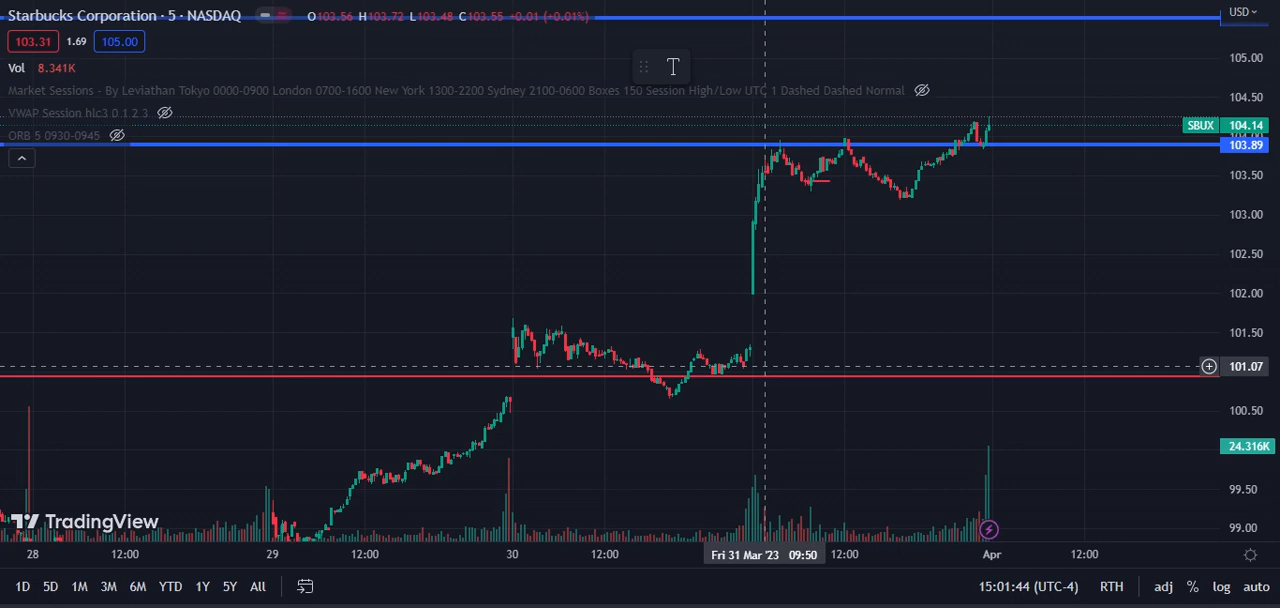 Starbucks Corporation · 5 · NASDAQ O103.56 H103.72 L103.48 C103.55 +0.01 (+0.01%) USD
103.31 1.69 105.00
Vol 8.341K
Market Sessions - By Leviathan Tokyo 0000-0900 London 0700-1600 New York 1300-2200 Sydney 2100-0600 Boxes 150 Session High/Low UTC 1 Dashed Dashed Normal
VWAP Session hlc3 0 1 2 3
ORB 5 0930-0945
T
105.00
104.50
SBUX 104.14
104.00
103.89
103.50
103.00
102.50
102.00
101.50
101.07
100.50
24.316K
99.50
99.00
TradingView
28 12:00 29 12:00 30 12:00 Fri 31 Mar '23 09:50 12:00 Apr 12:00
1D 5D 1M 3M 6M YTD 1Y 5Y All 15:01:44 (UTC-4) RTH adj % log auto